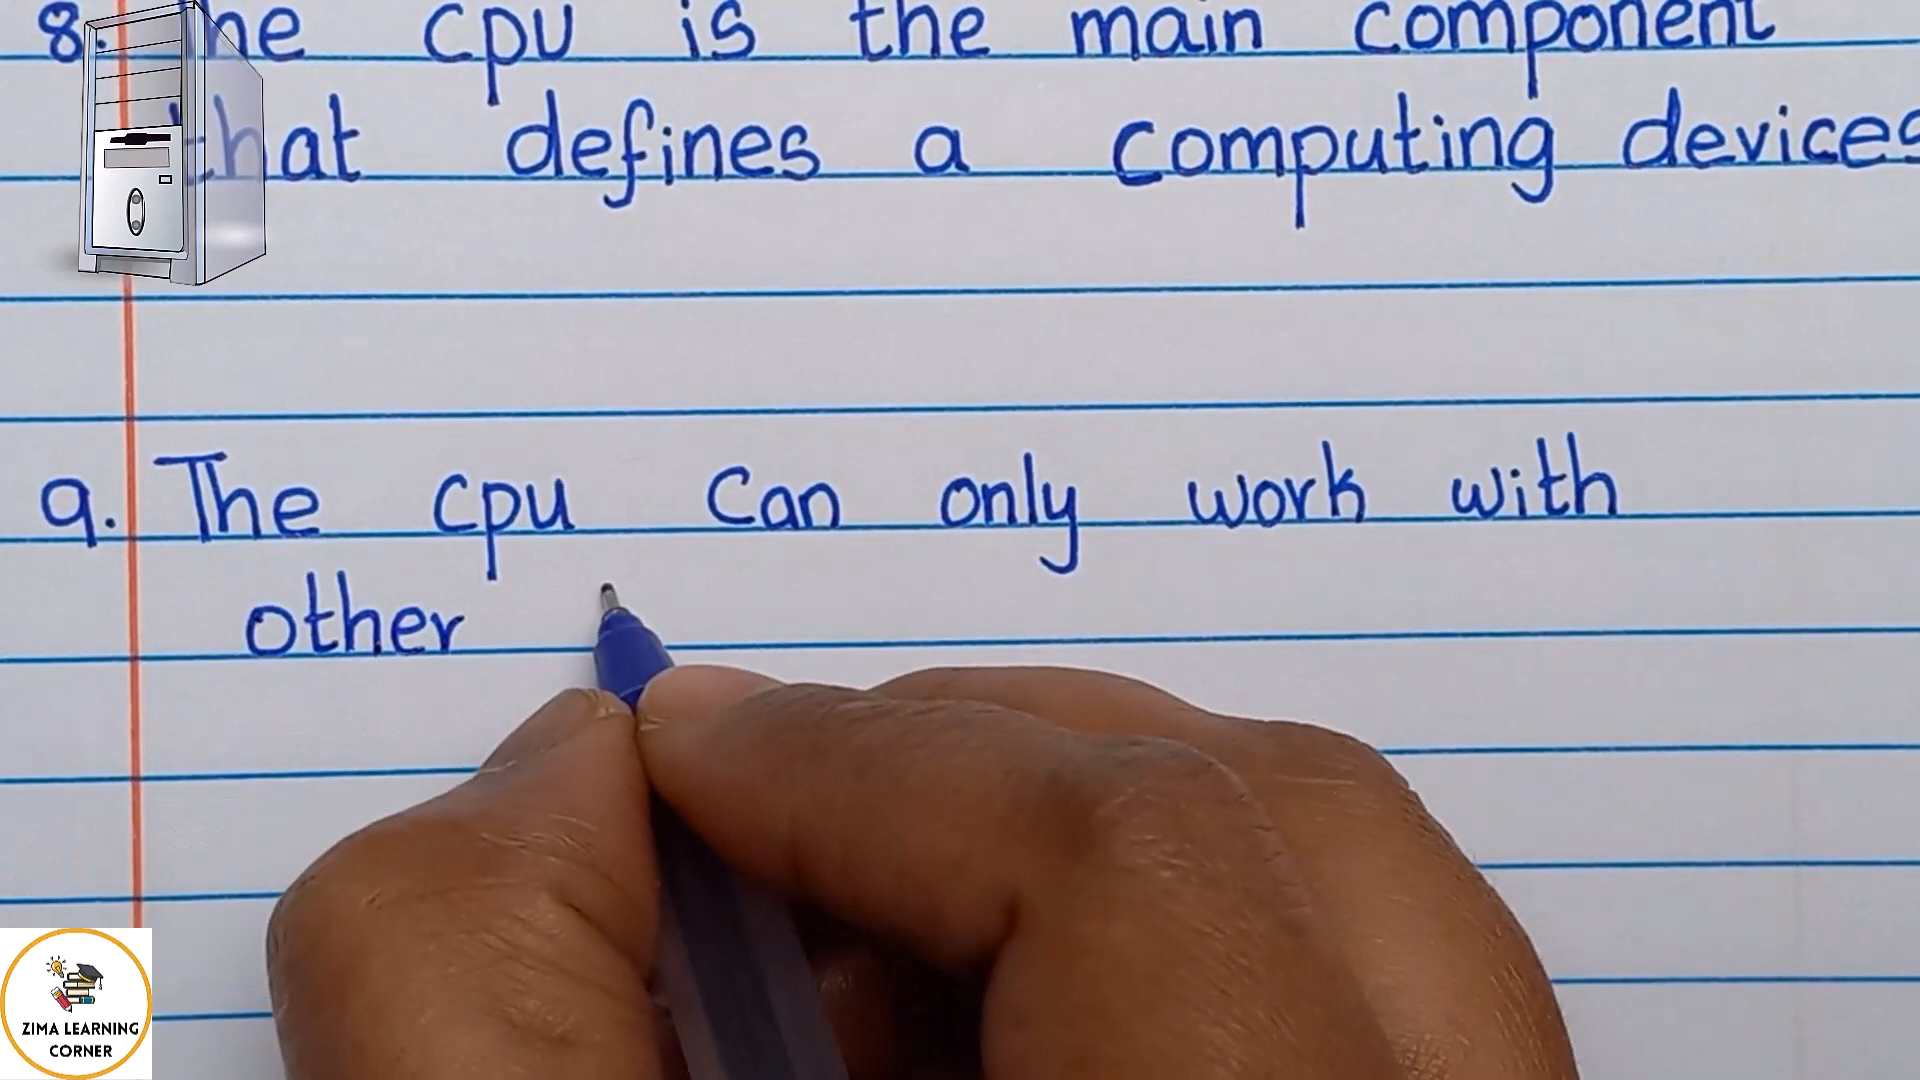 8. The cpu is the main component
that defines a computing devices
9. The cpu can only work with
other
ZIMA LEARNING
CORNER